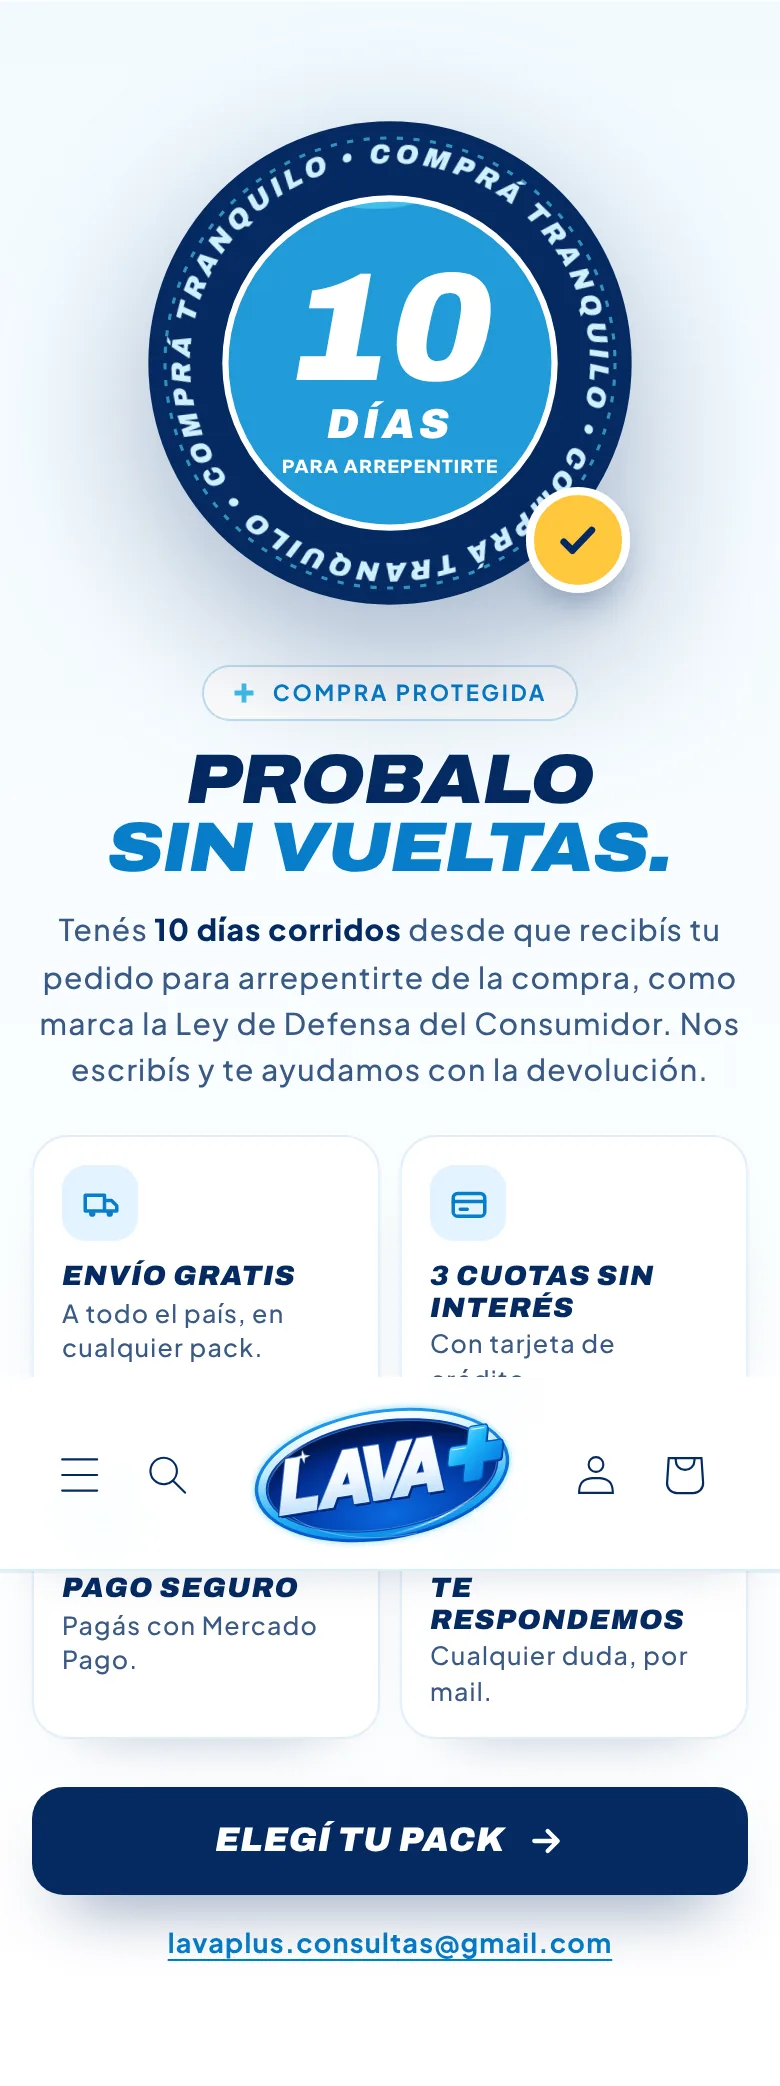 COMPRÁ TRANQUILO • COMPRÁ TRANQUILO • COMPRÁ TRANQUILO •
10
DÍAS
PARA ARREPENTIRTE
COMPRA PROTEGIDA
PROBALO
SIN VUELTAS.
Tenés 10 días corridos desde que recibís tu
pedido para arrepentirte de la compra, como
marca la Ley de Defensa del Consumidor. Nos
escribís y te ayudamos con la devolución.
ENVÍO GRATIS
A todo el país, en
cualquier pack.
3 CUOTAS SIN
INTERÉS
Con tarjeta de
LAVA+
PAGO SEGURO
Pagás con Mercado
Pago.
TE
RESPONDEMOS
Cualquier duda, por
mail.
ELEGÍ TU PACK →
lavaplus.consultas@gmail.com